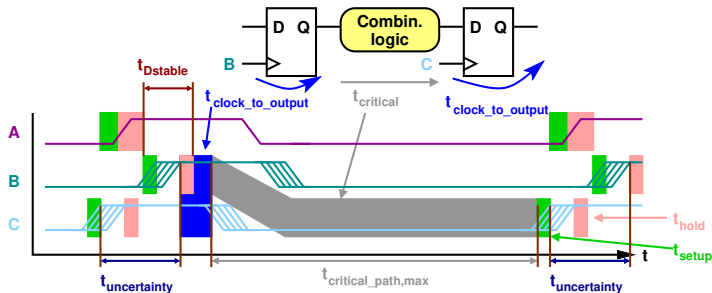 D Q
Combin.
logic
D Q
B
C
t_Dstable
t_clock_to_output
t_critical
t_clock_to_output
A
B
C
t_hold
t_setup
t
t_uncertainty
t_critical_path,max
t_uncertainty